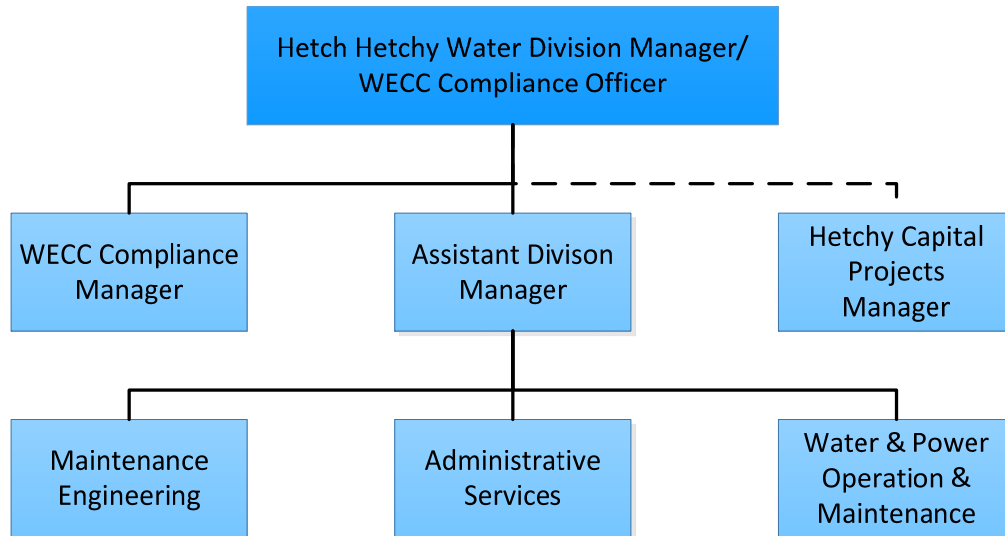 Hetch Hetchy Water Division Manager/
WECC Compliance Officer
WECC Compliance
Manager
Assistant Divison
Manager
Hetchy Capital
Projects
Manager
Maintenance
Engineering
Administrative
Services
Water & Power
Operation &
Maintenance